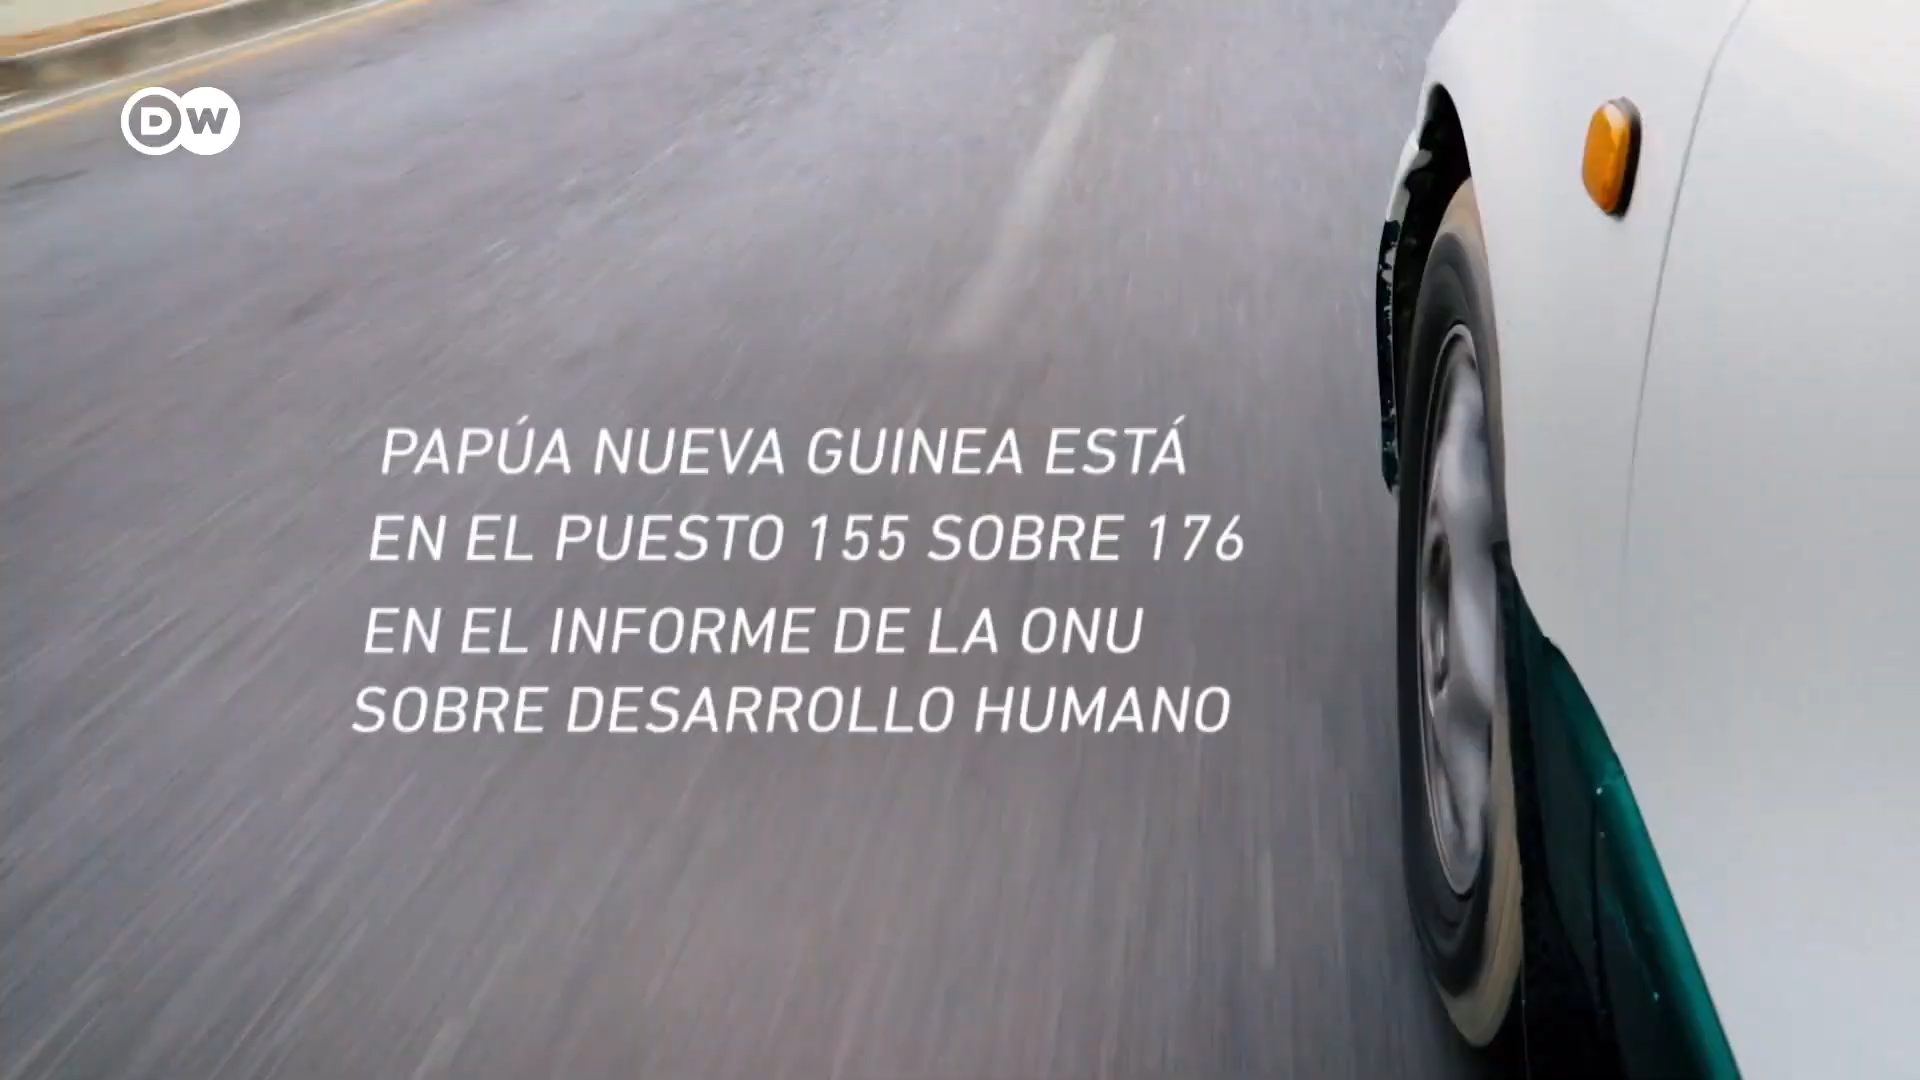 DW
PAPÚA NUEVA GUINEA ESTÁ
EN EL PUESTO 155 SOBRE 176
EN EL INFORME DE LA ONU
SOBRE DESARROLLO HUMANO